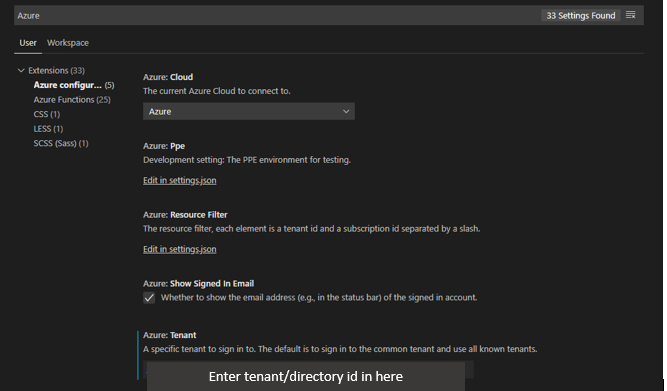 Azure
33 Settings Found
User Workspace
Extensions (33)
Azure configur... (5)
Azure Functions (25)
CSS (1)
LESS (1)
SCSS (Sass) (1)
Azure: Cloud
The current Azure Cloud to connect to.
Azure
Azure: Ppe
Development setting: The PPE environment for testing.
Edit in settings.json
Azure: Resource Filter
The resource filter, each element is a tenant id and a subscription id separated by a slash.
Edit in settings.json
Azure: Show Signed In Email
Whether to show the email address (e.g., in the status bar) of the signed in account.
Azure: Tenant
A specific tenant to sign in to. The default is to sign in to the common tenant and use all known tenants.
Enter tenant/directory id in here